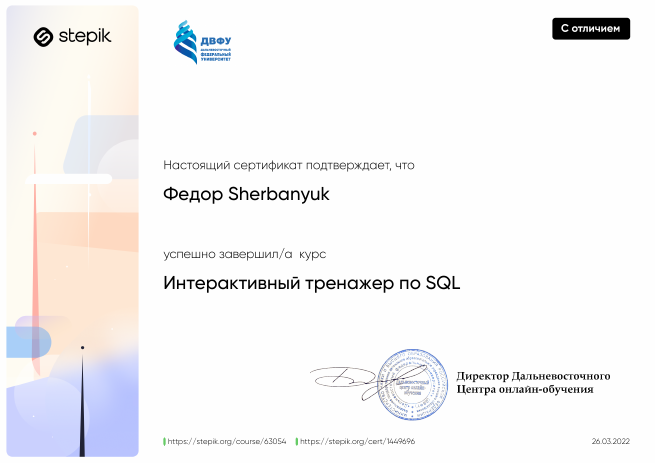 stepik
ДВФУ
ДАЛЬНЕВОСТОЧНЫЙ
ФЕДЕРАЛЬНЫЙ
УНИВЕРСИТЕТ
С отличием
Настоящий сертификат подтверждает, что
Федор Sherbanyuk
успешно завершил/а курс
Интерактивный тренажер по SQL
Директор Дальневосточного
Центра онлайн-обучения
https://stepik.org/course/63054
https://stepik.org/cert/1449696
26.03.2022